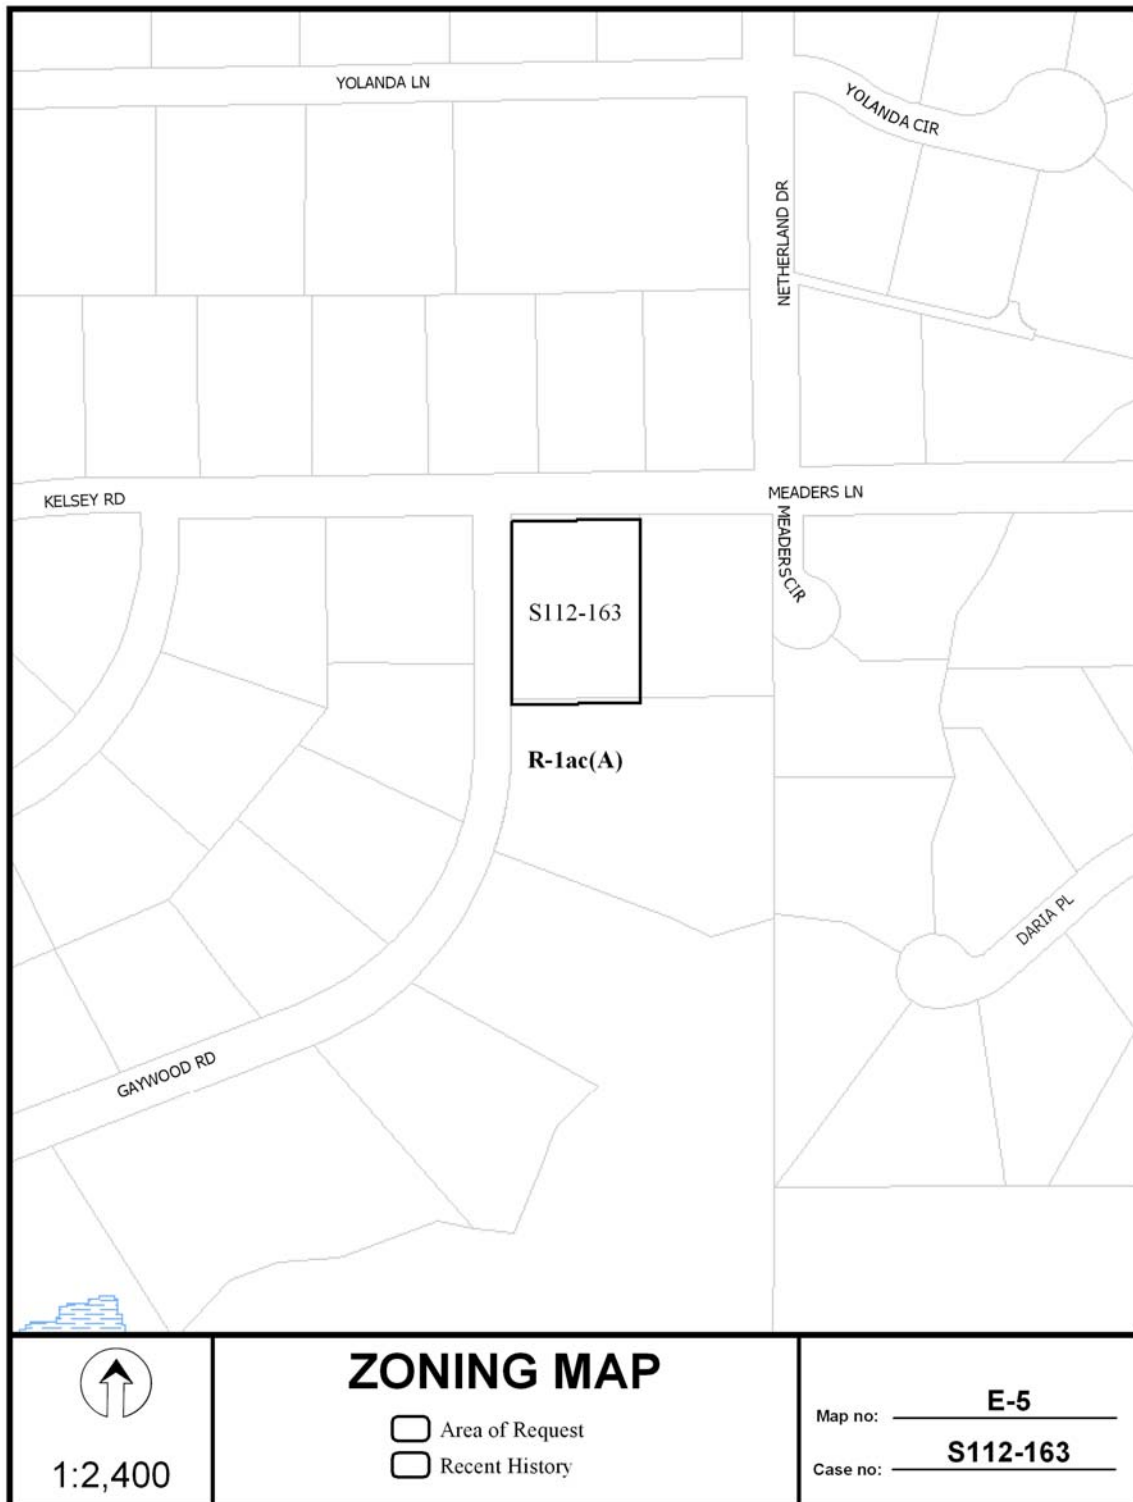 YOLANDA LN
YOLANDA CIR
NETHERLAND DR
KELSEY RD
MEADERS LN
MEADERS CIR
S112-163
R-1ac(A)
DARIA PL
GAYWOOD RD
1:2,400
ZONING MAP
Area of Request
Recent History
Map no: E-5
Case no: S112-163